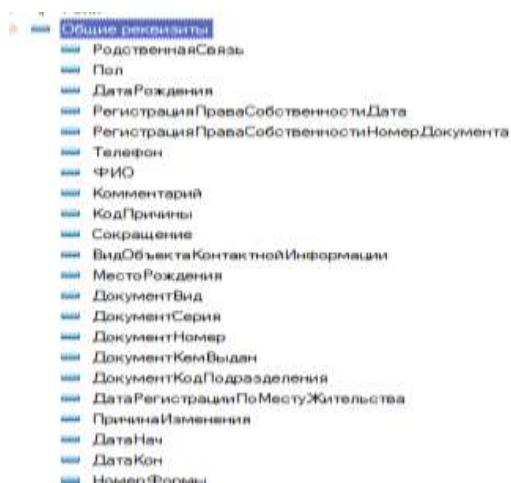 Общие реквизиты
РодственнаяСвязь
Пол
ДатаРождения
РегистрацияПраваСобственностиДата
РегистрацияПраваСобственностиНомерДокумента
Телефон
ФИО
Комментарий
КодПричины
Сокращение
ВидОбъектаКонтактнойИнформации
МестоРождения
ДокументВид
ДокументСерия
ДокументНомер
ДокументКемВыдан
ДокументКодПодразделения
ДатаРегистрацииПоМестуЖительства
ПричинаИзменения
ДатаНач
ДатаКон
НомерФормы